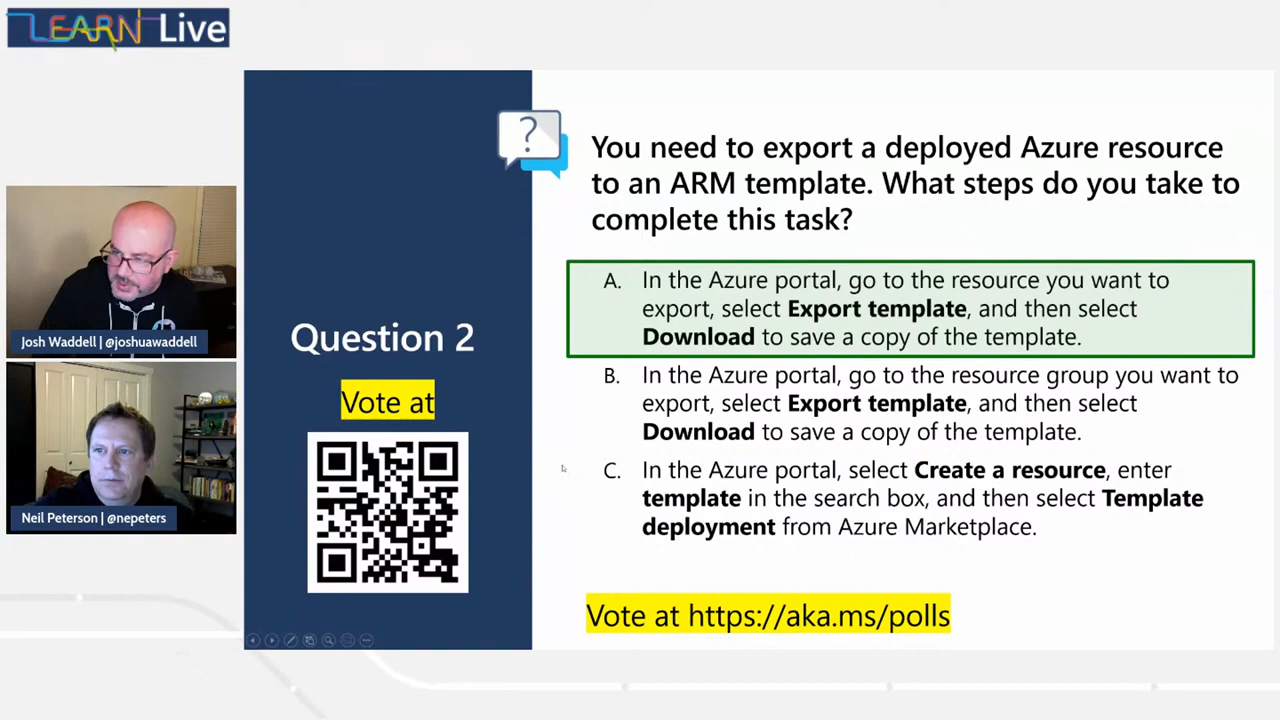 LEARN Live
You need to export a deployed Azure resource
to an ARM template. What steps do you take to
complete this task?
A. In the Azure portal, go to the resource you want to
export, select Export template, and then select
Download to save a copy of the template.
B. In the Azure portal, go to the resource group you want to
export, select Export template, and then select
Download to save a copy of the template.
C. In the Azure portal, select Create a resource, enter
template in the search box, and then select Template
deployment from Azure Marketplace.
Question 2
Vote at
Vote at https://aka.ms/polls
Josh Waddell | @joshuawaddell
Neil Peterson | @nepeters